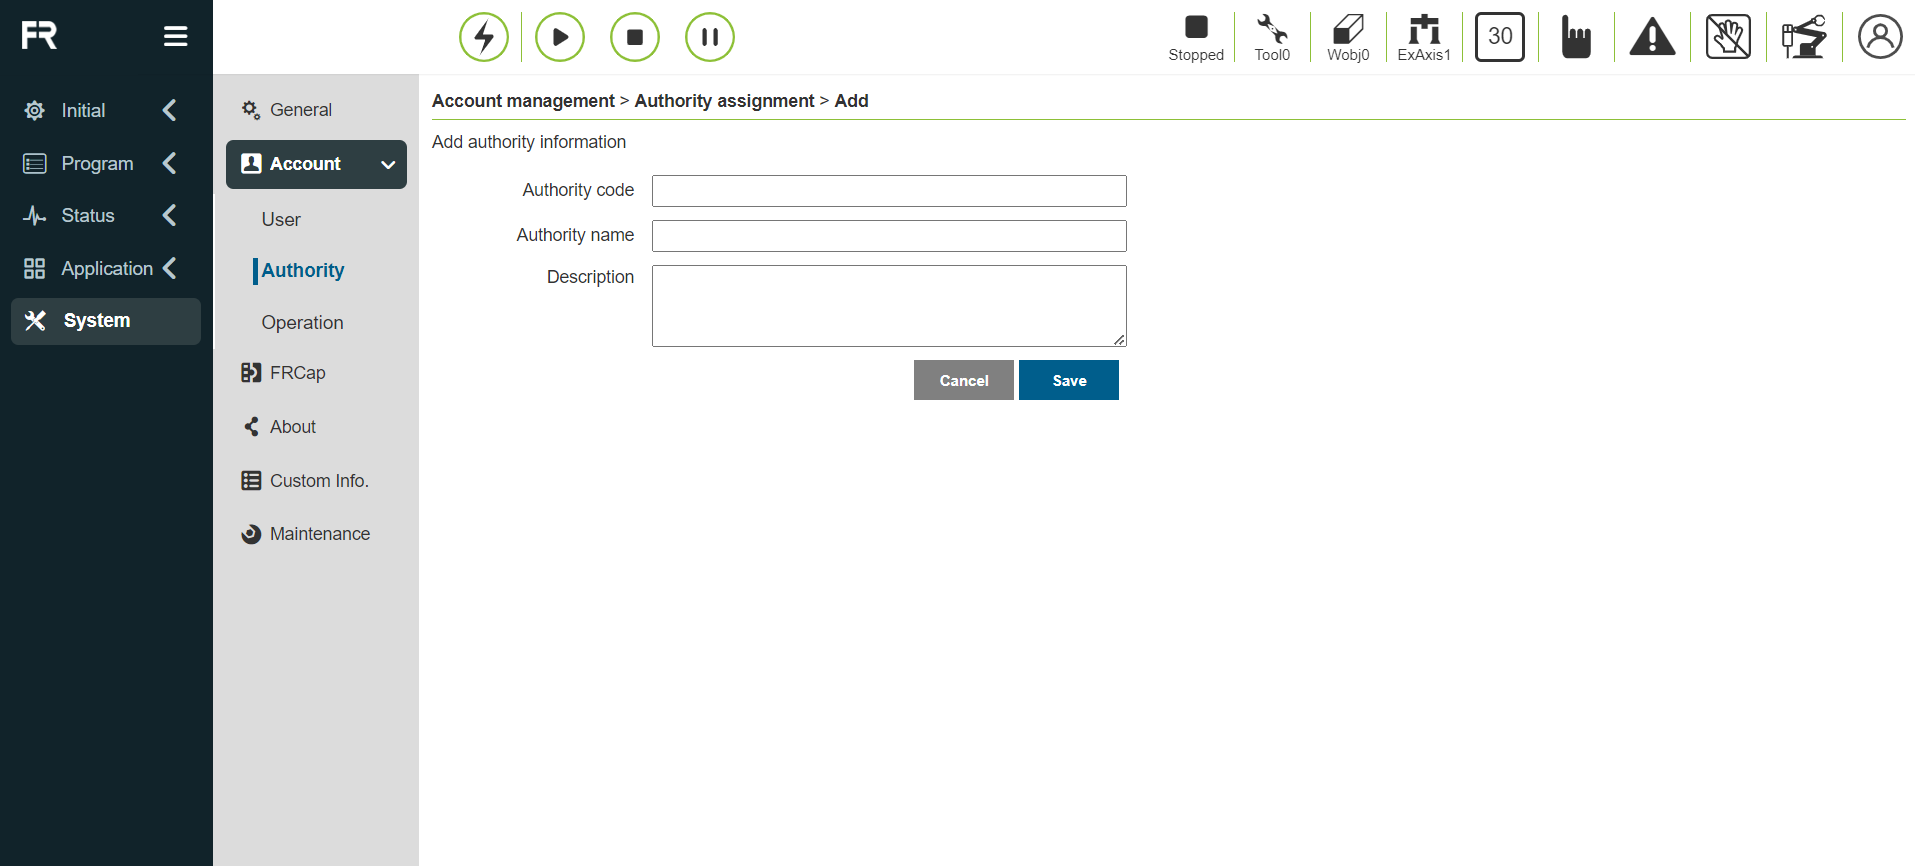 FR
Stopped
Tool0
Wobj0
ExAxis1
30
Initial
Program
Status
Application
System
General
Account
User
Authority
Operation
FRCap
About
Custom Info.
Maintenance
Account management > Authority assignment > Add
Add authority information
Authority code
Authority name
Description
Cancel
Save